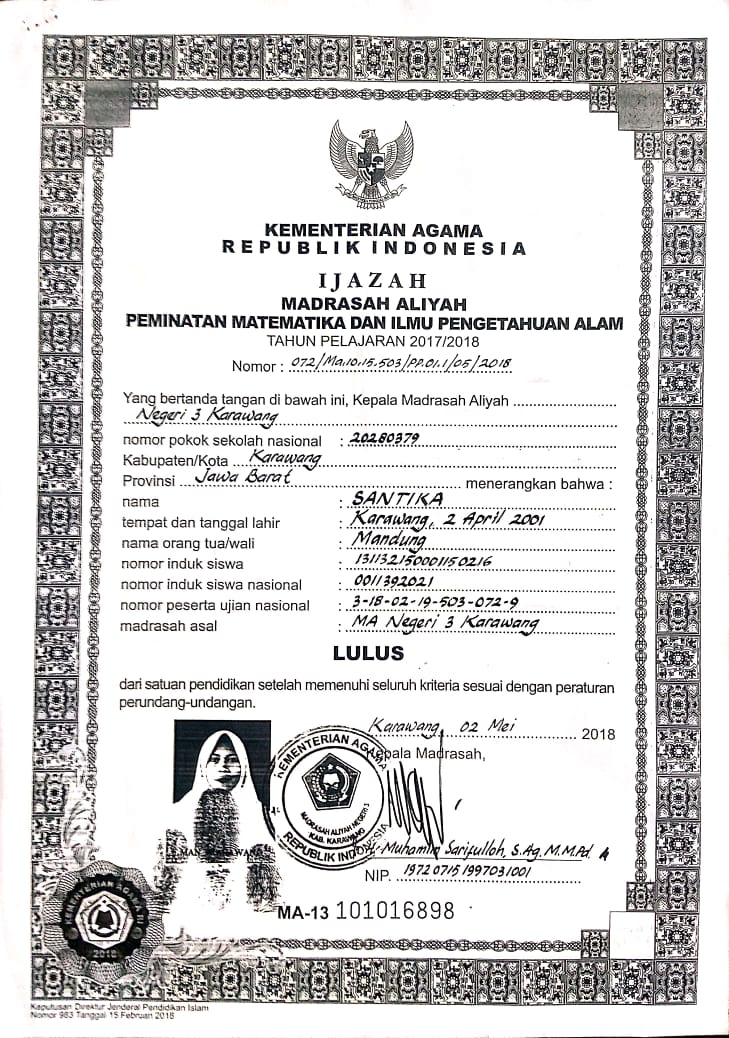 KEMENTERIAN AGAMA
REPUBLIK INDONESIA
IJAZAH
MADRASAH ALIYAH
PEMINATAN MATEMATIKA DAN ILMU PENGETAHUAN ALAM
TAHUN PELAJARAN 2017/2018
Nomor : 072/Ma.10.15.503/PP.01.1/05/2018
Yang bertanda tangan di bawah ini, Kepala Madrasah Aliyah
Negeri 3 Karawang
nomor pokok sekolah nasional : 20280379
Kabupaten/Kota Karawang
Provinsi Jawa Barat menerangkan bahwa :
nama : SANTIKA
tempat dan tanggal lahir : Karawang, 2 April 2001
nama orang tua/wali : Mandung
nomor induk siswa : 131132150001150216
nomor induk siswa nasional : 0011392021
nomor peserta ujian nasional : 3-18-02-19-503-072-9
madrasah asal : MA Negeri 3 Karawang
LULUS
dari satuan pendidikan setelah memenuhi seluruh kriteria sesuai dengan peraturan
perundang-undangan.
Karawang, 02 Mei 2018
Kepala Madrasah,
KEMENTERIAN AGAMA
MADRASAH ALIYAH NEGERI 3
KAB. KARAWANG
REPUBLIK INDONESIA
Muhamin Saripulloh, S.Ag. M.M.Pd
NIP. 197207151997031001
MA-13 101016898
KEMENTERIAN AGAMA RI
2018
Keputusan Direktur Jenderal Pendidikan Islam
Nomor 983 Tanggal 15 Februari 2018